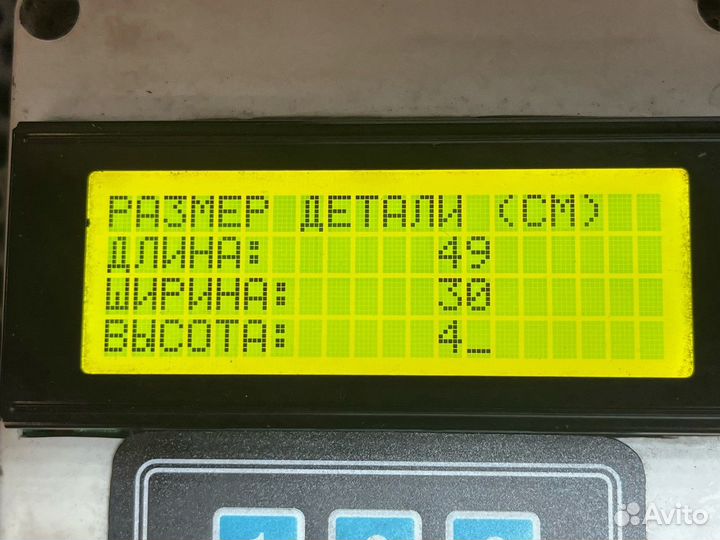 РАЗМЕР ДЕТАЛИ (СМ)
ДЛИНА: 49
ШИРИНА: 30
ВЫСОТА: 4_
Avito